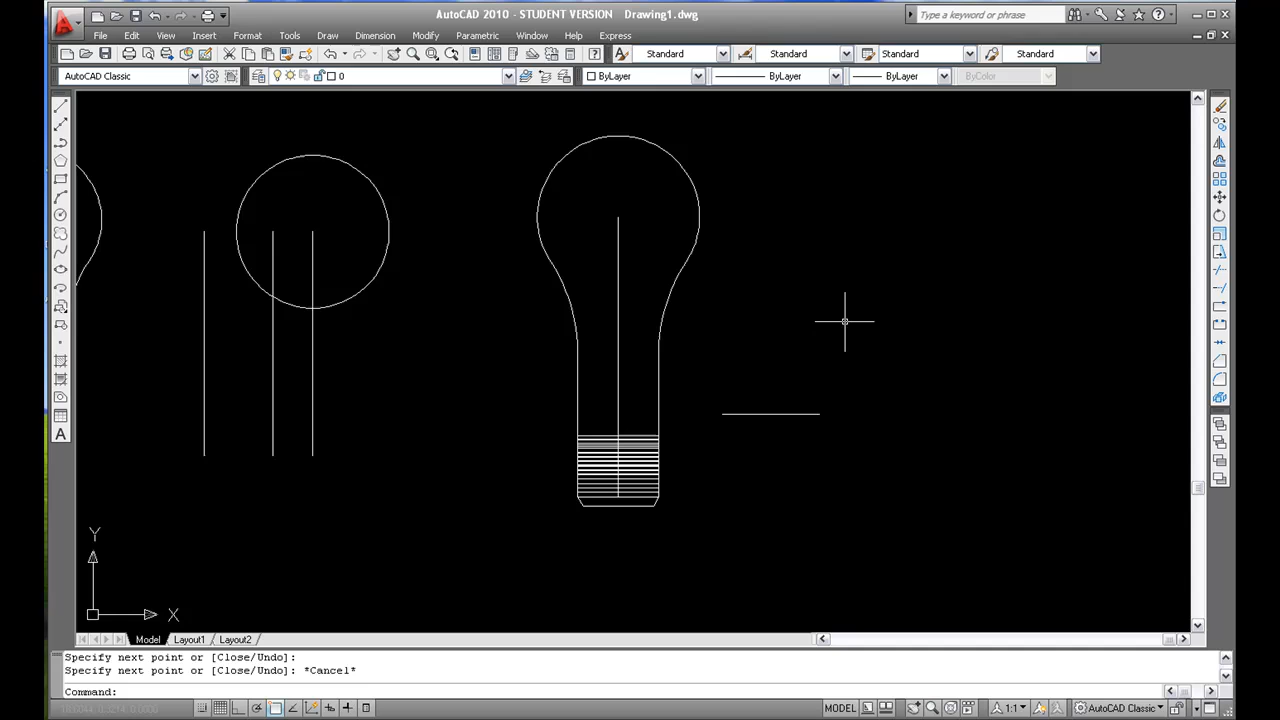 AutoCAD 2010 - STUDENT VERSION Drawing1.dwg
Type a keyword or phrase
File Edit View Insert Format Tools Draw Dimension Modify Parametric Window Help Express
Standard Standard Standard Standard
AutoCAD Classic 0 ByLayer ByLayer ByLayer ByColor
A
Y
X
Model Layout1 Layout2
Specify next point or [Close/Undo]:
Specify next point or [Close/Undo]: *Cancel*
Command:
MODEL 1:1 AutoCAD Classic